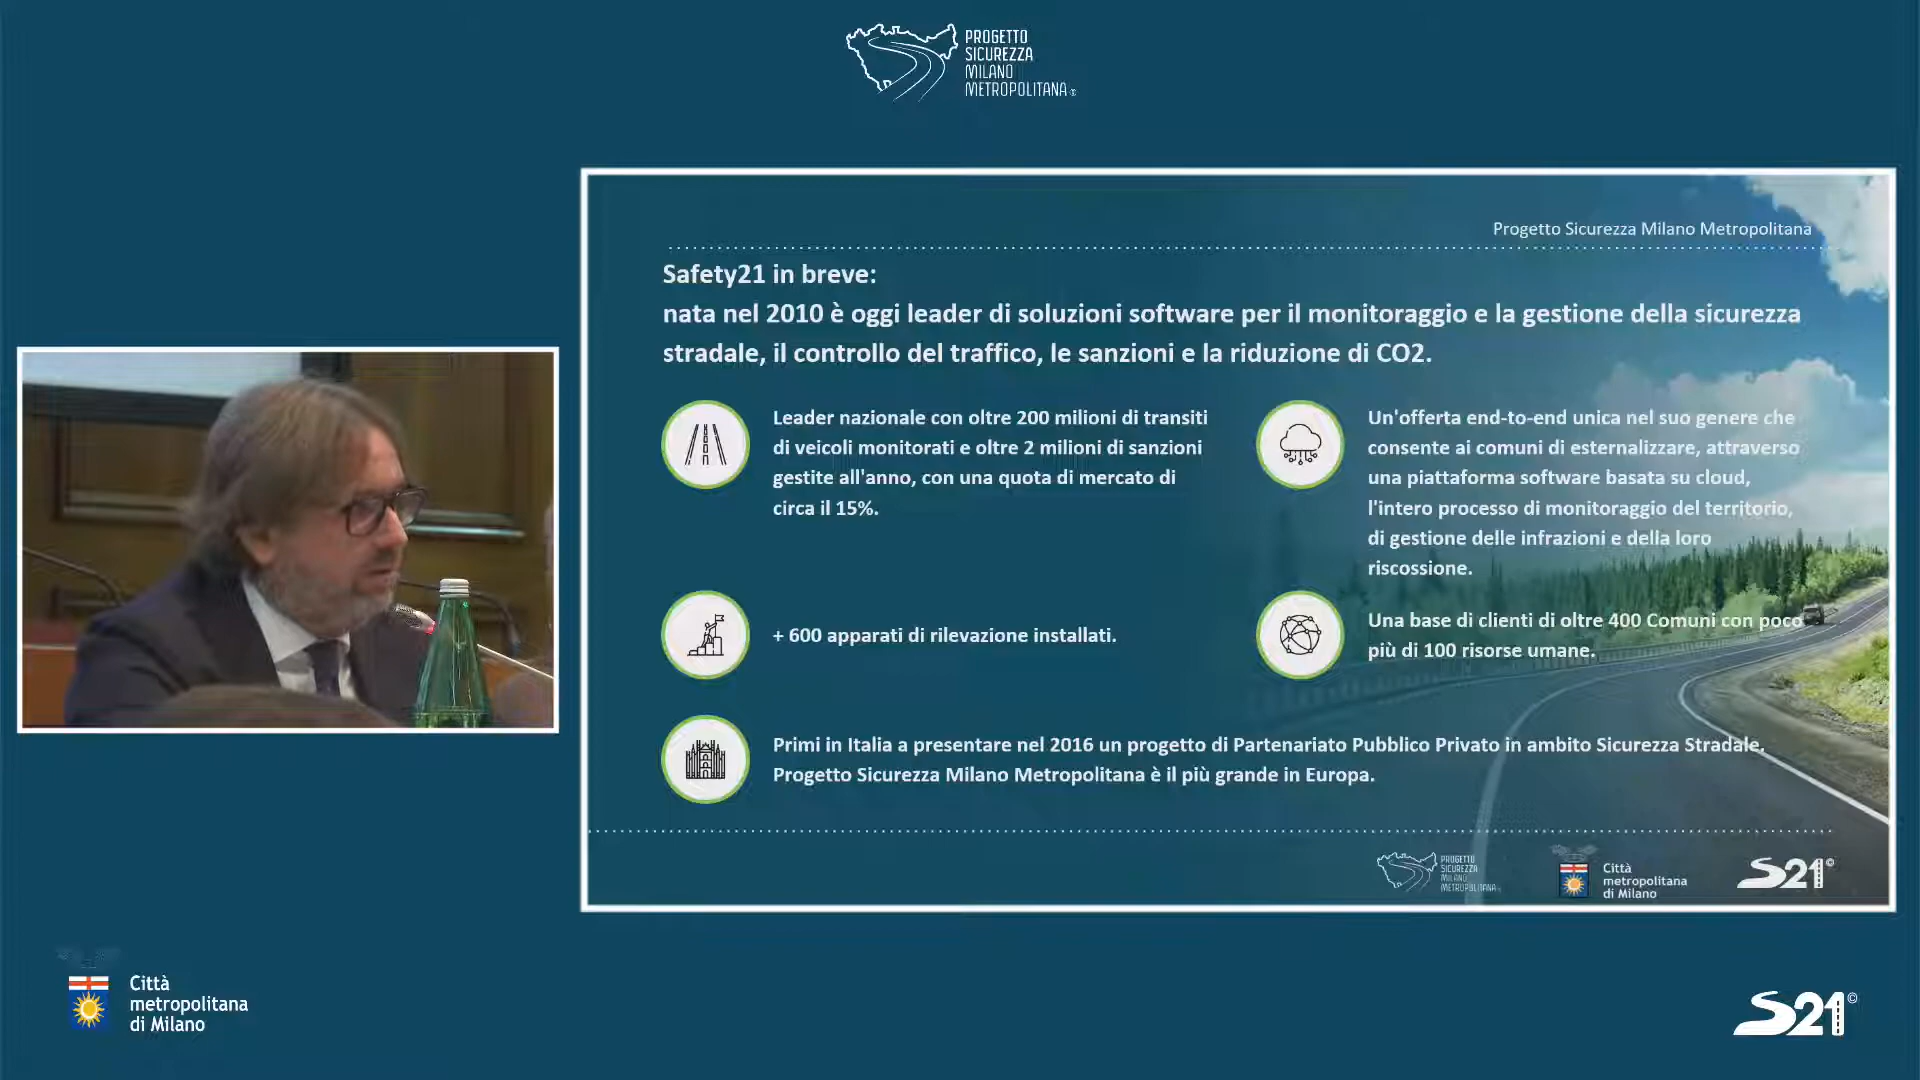 PROGETTO
SICUREZZA
MILANO
METROPOLITANA
Progetto Sicurezza Milano Metropolitana
Safety21 in breve:
nata nel 2010 è oggi leader di soluzioni software per il monitoraggio e la gestione della sicurezza
stradale, il controllo del traffico, le sanzioni e la riduzione di CO2.
Leader nazionale con oltre 200 milioni di transiti
di veicoli monitorati e oltre 2 milioni di sanzioni
gestite all'anno, con una quota di mercato di
circa il 15%.
Un'offerta end-to-end unica nel suo genere che
consente ai comuni di esternalizzare, attraverso
una piattaforma software basata su cloud,
l'intero processo di monitoraggio del territorio,
di gestione delle infrazioni e della loro
riscossione.
+ 600 apparati di rilevazione installati.
Una base di clienti di oltre 400 Comuni con poco
più di 100 risorse umane.
Primi in Italia a presentare nel 2016 un progetto di Partenariato Pubblico Privato in ambito Sicurezza Stradale.
Progetto Sicurezza Milano Metropolitana è il più grande in Europa.
PROGETTO
SICUREZZA
MILANO
METROPOLITANA
Città
metropolitana
di Milano
S21©
Città
metropolitana
di Milano
S21©